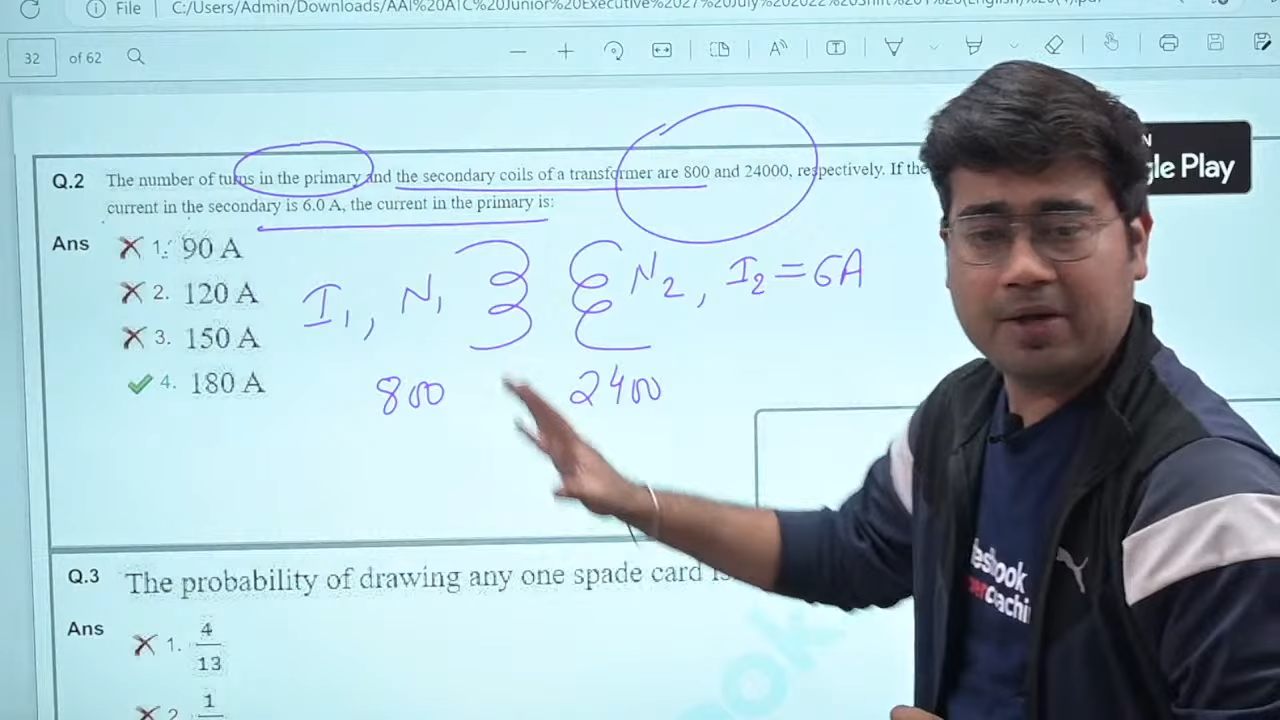 File C:/Users/Admin/Downloads/AAI%20ATC%20Junior%20Executive%2027%20July%202022%20Shift%201%20(English)%20
32 of 62
N
gle Play
Q.2 The number of turns in the primary and the secondary coils of a transformer are 800 and 24000, respectively. If the
current in the secondary is 6.0 A, the current in the primary is:
Ans 1. 90 A
2. 120 A
3. 150 A
4. 180 A
I₁, N₁ N₂, I₂ = 6A
800 2400
Q.3 The probability of drawing any one spade card is
Ans 1. 4/13
2. 1
esbook
erCoachi
ook